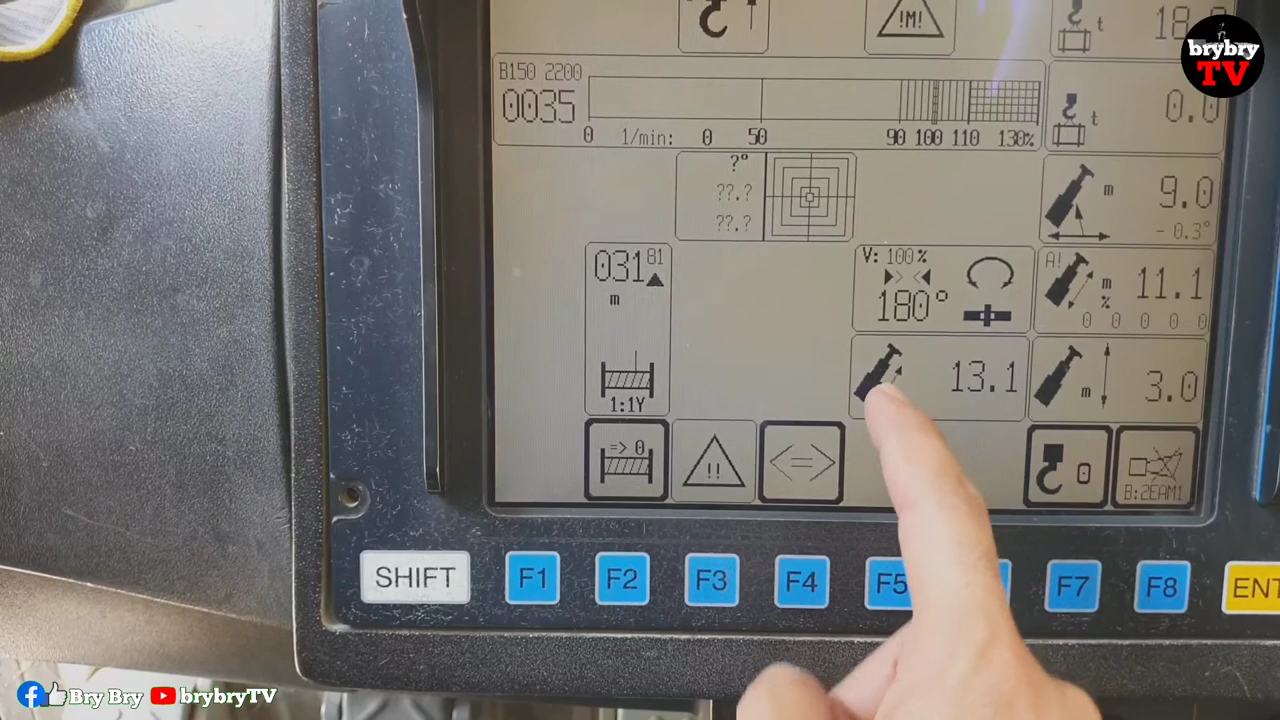 !M!
t
brybry
TV
B150 2200
0035
0 1/min: 0 50 90 100 110 130%
t 0.0
?°
??.?
??.?
m 9.0
- 0.3°
031 B1
m
V: 100%
180°
A!
m 11.1
%
0 0 0 0 0
1:1Y
13.1
m 3.0
=> 0
!!
<=>
0
B:2EAM1
SHIFT F1 F2 F3 F4 F5 F7 F8 ENT
Bry Bry brybryTV